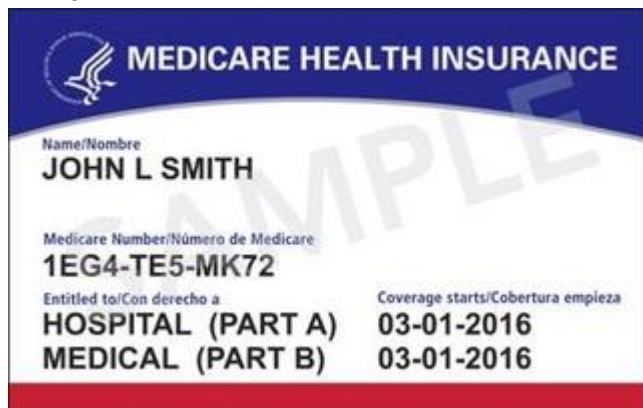 MEDICARE HEALTH INSURANCE
Name/Nombre
JOHN L SMITH
Medicare Number/Número de Medicare
1EG4-TE5-MK72
Entitled to/Con derecho a
Coverage starts/Cobertura empieza
HOSPITAL (PART A) 03-01-2016
MEDICAL (PART B) 03-01-2016
SAMPLE